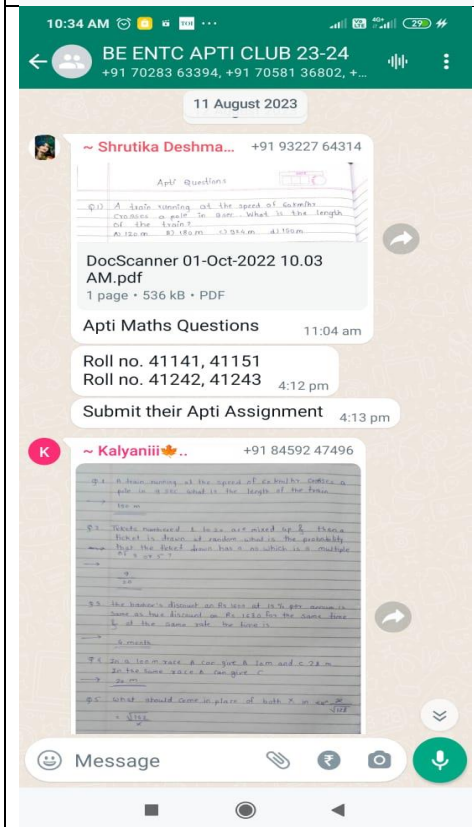 10:34 AM
4G+
29
BE ENTC APTI CLUB 23-24
+91 70283 63394, +91 70581 36802, +...
11 August 2023
~ Shrutika Deshma... +91 93227 64314
Apti Questions
Q1) A train running at the speed of 60km/hr
crosses a pole in 9 sec. What is the length
of the train?
A) 120 m B) 180 m c) 324 m d) 150 m
DocScanner 01-Oct-2022 10.03
AM.pdf
1 page • 536 kB • PDF
Apti Maths Questions 11:04 am
Roll no. 41141, 41151
Roll no. 41242, 41243 4:12 pm
Submit their Apti Assignment 4:13 pm
K
~ Kalyaniii🍁.. +91 84592 47496
A train running at the speed of 60 km/hr crosses a
pole in 9 sec. what is the length of the train
150 m
Tickets numbered 1 to 20 are mixed up & then a
ticket is drawn at random what is the probability
that the ticket drawn has a no which is a multiple
of 3 or 5 ?
9
20
The banker's discount on Rs 1600 at 15 % per annum is
same as true discount on Rs 1680 for the same time
& at the same rate the time is
4 month
In a 100 m race A can give B 10m and C 28 m.
In the same race B can give C
20 m
Q 5 What should come in place of both x in
Message